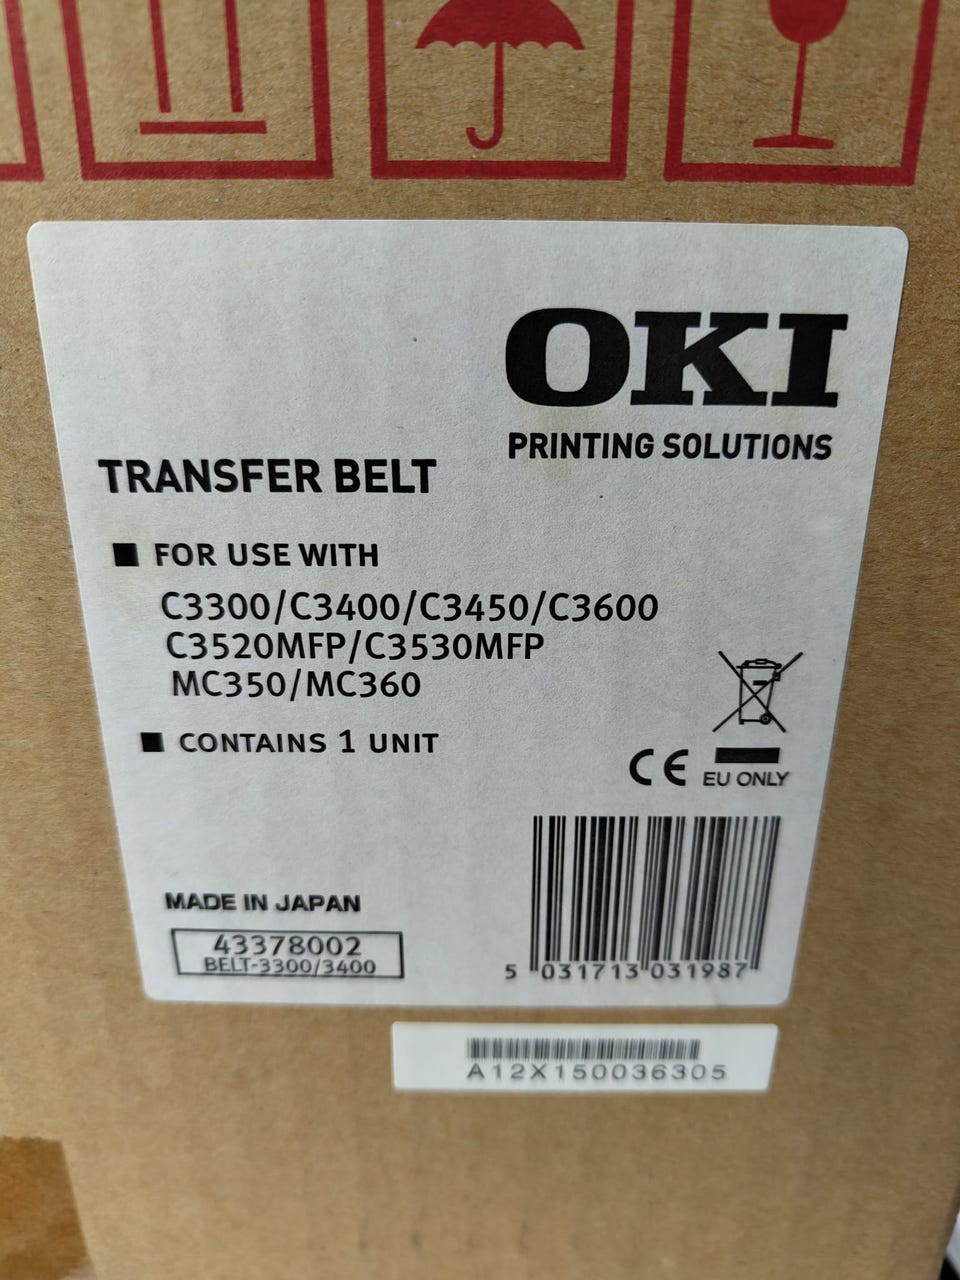 OKI
PRINTING SOLUTIONS
TRANSFER BELT
■ FOR USE WITH
C3300/C3400/C3450/C3600
C3520MFP/C3530MFP
MC350/MC360
■ CONTAINS 1 UNIT
CE
EU ONLY
MADE IN JAPAN
43378002
BELT-3300/3400
5 031713 031987
A12X150036305